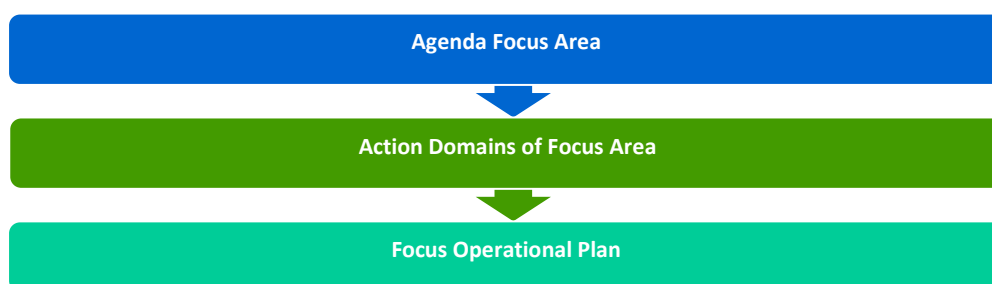 Agenda Focus Area
Action Domains of Focus Area
Focus Operational Plan